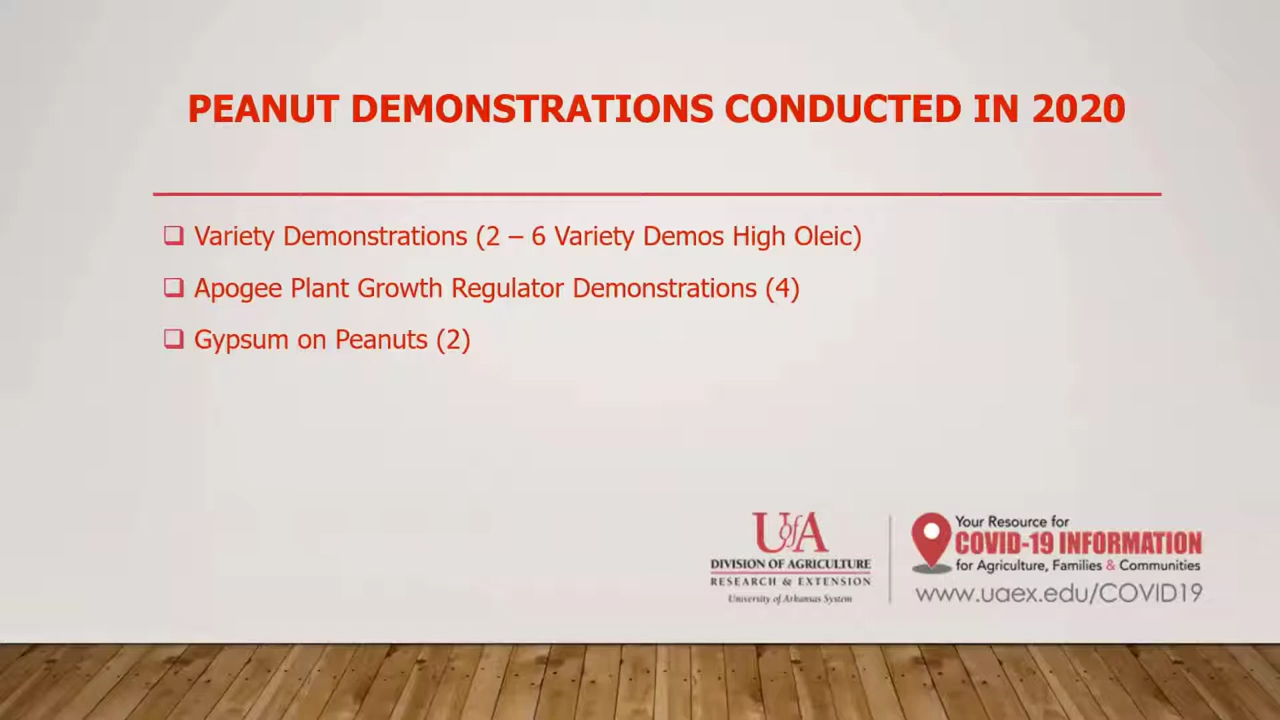 PEANUT DEMONSTRATIONS CONDUCTED IN 2020
Variety Demonstrations (2 – 6 Variety Demos High Oleic)
Apogee Plant Growth Regulator Demonstrations (4)
Gypsum on Peanuts (2)
UofA
DIVISION OF AGRICULTURE
RESEARCH & EXTENSION
University of Arkansas System
Your Resource for
COVID-19 INFORMATION
for Agriculture, Families & Communities
www.uaex.edu/COVID19